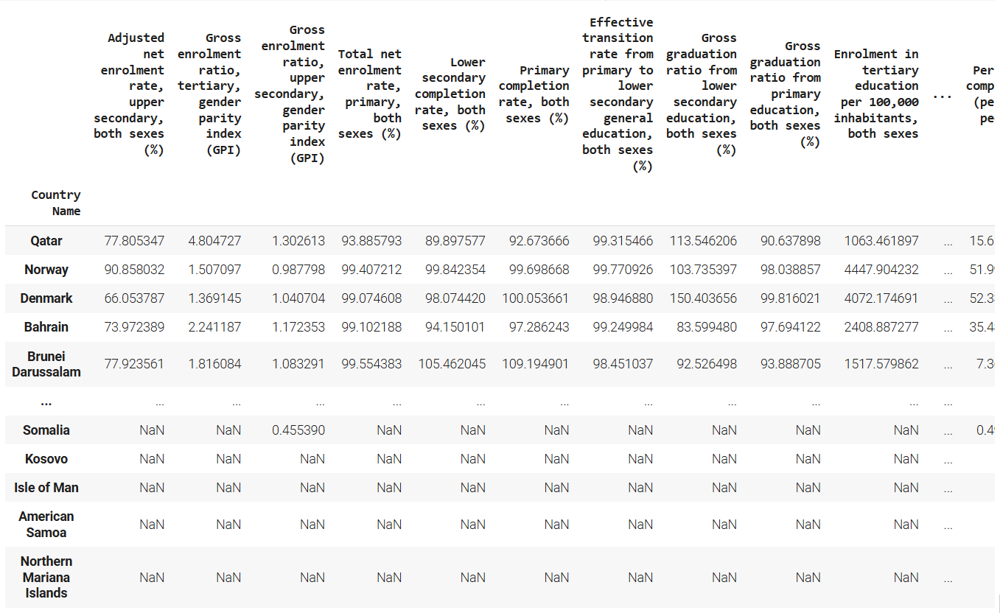 Adjusted
net
enrolment
rate,
upper
secondary,
both sexes
(%)
Gross
enrolment
ratio,
tertiary,
gender
parity
index
(GPI)
Gross
enrolment
ratio,
upper
secondary,
gender
parity
index
(GPI)
Total net
enrolment
rate,
primary,
both
sexes (%)
Lower
secondary
completion
rate, both
sexes (%)
Primary
completion
rate, both
sexes (%)
Effective
transition
rate from
primary to
lower
secondary
general
education,
both sexes
(%)
Gross
graduation
ratio from
lower
secondary
education,
both sexes
(%)
Gross
graduation
ratio from
primary
education,
both sexes
(%)
Enrolment in
tertiary
education
per 100,000
inhabitants,
both sexes
...
Per
comp
(pe
pe
Country
Name
Qatar 77.805347 4.804727 1.302613 93.885793 89.897577 92.673666 99.315466 113.546206 90.637898 1063.461897 ... 15.6
Norway 90.858032 1.507097 0.987798 99.407212 99.842354 99.698668 99.770926 103.735397 98.038857 4447.904232 ... 51.9
Denmark 66.053787 1.369145 1.040704 99.074608 98.074420 100.053661 98.946880 150.403656 99.816021 4072.174691 ... 52.3
Bahrain 73.972389 2.241187 1.172353 99.102188 94.150101 97.286243 99.249984 83.599480 97.694122 2408.887277 ... 35.4
Brunei
Darussalam 77.923561 1.816084 1.083291 99.554383 105.462045 109.194901 98.451037 92.526498 93.888705 1517.579862 ... 7.3
... ... ... ... ... ... ... ... ... ... ... ...
Somalia NaN NaN 0.455390 NaN NaN NaN NaN NaN NaN NaN ... 0.4
Kosovo NaN NaN NaN NaN NaN NaN NaN NaN NaN NaN ...
Isle of Man NaN NaN NaN NaN NaN NaN NaN NaN NaN NaN ...
American
Samoa NaN NaN NaN NaN NaN NaN NaN NaN NaN NaN ...
Northern
Mariana
Islands NaN NaN NaN NaN NaN NaN NaN NaN NaN NaN ...